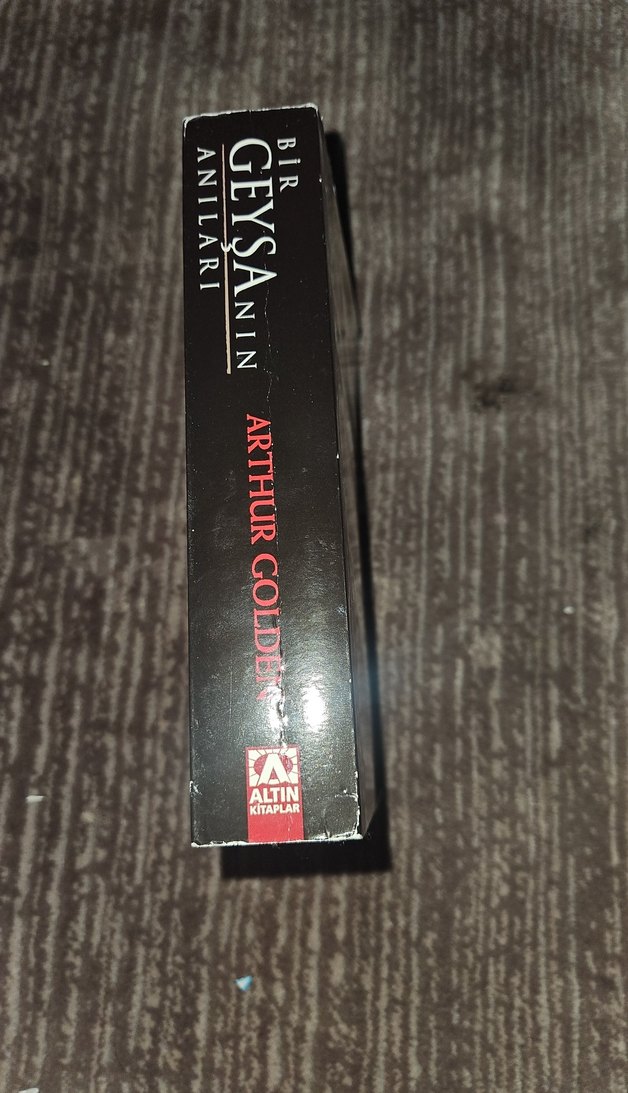 BİR
GEYŞANIN
ANILARI
ARTHUR GOLDEN
ALTIN
KİTAPLAR